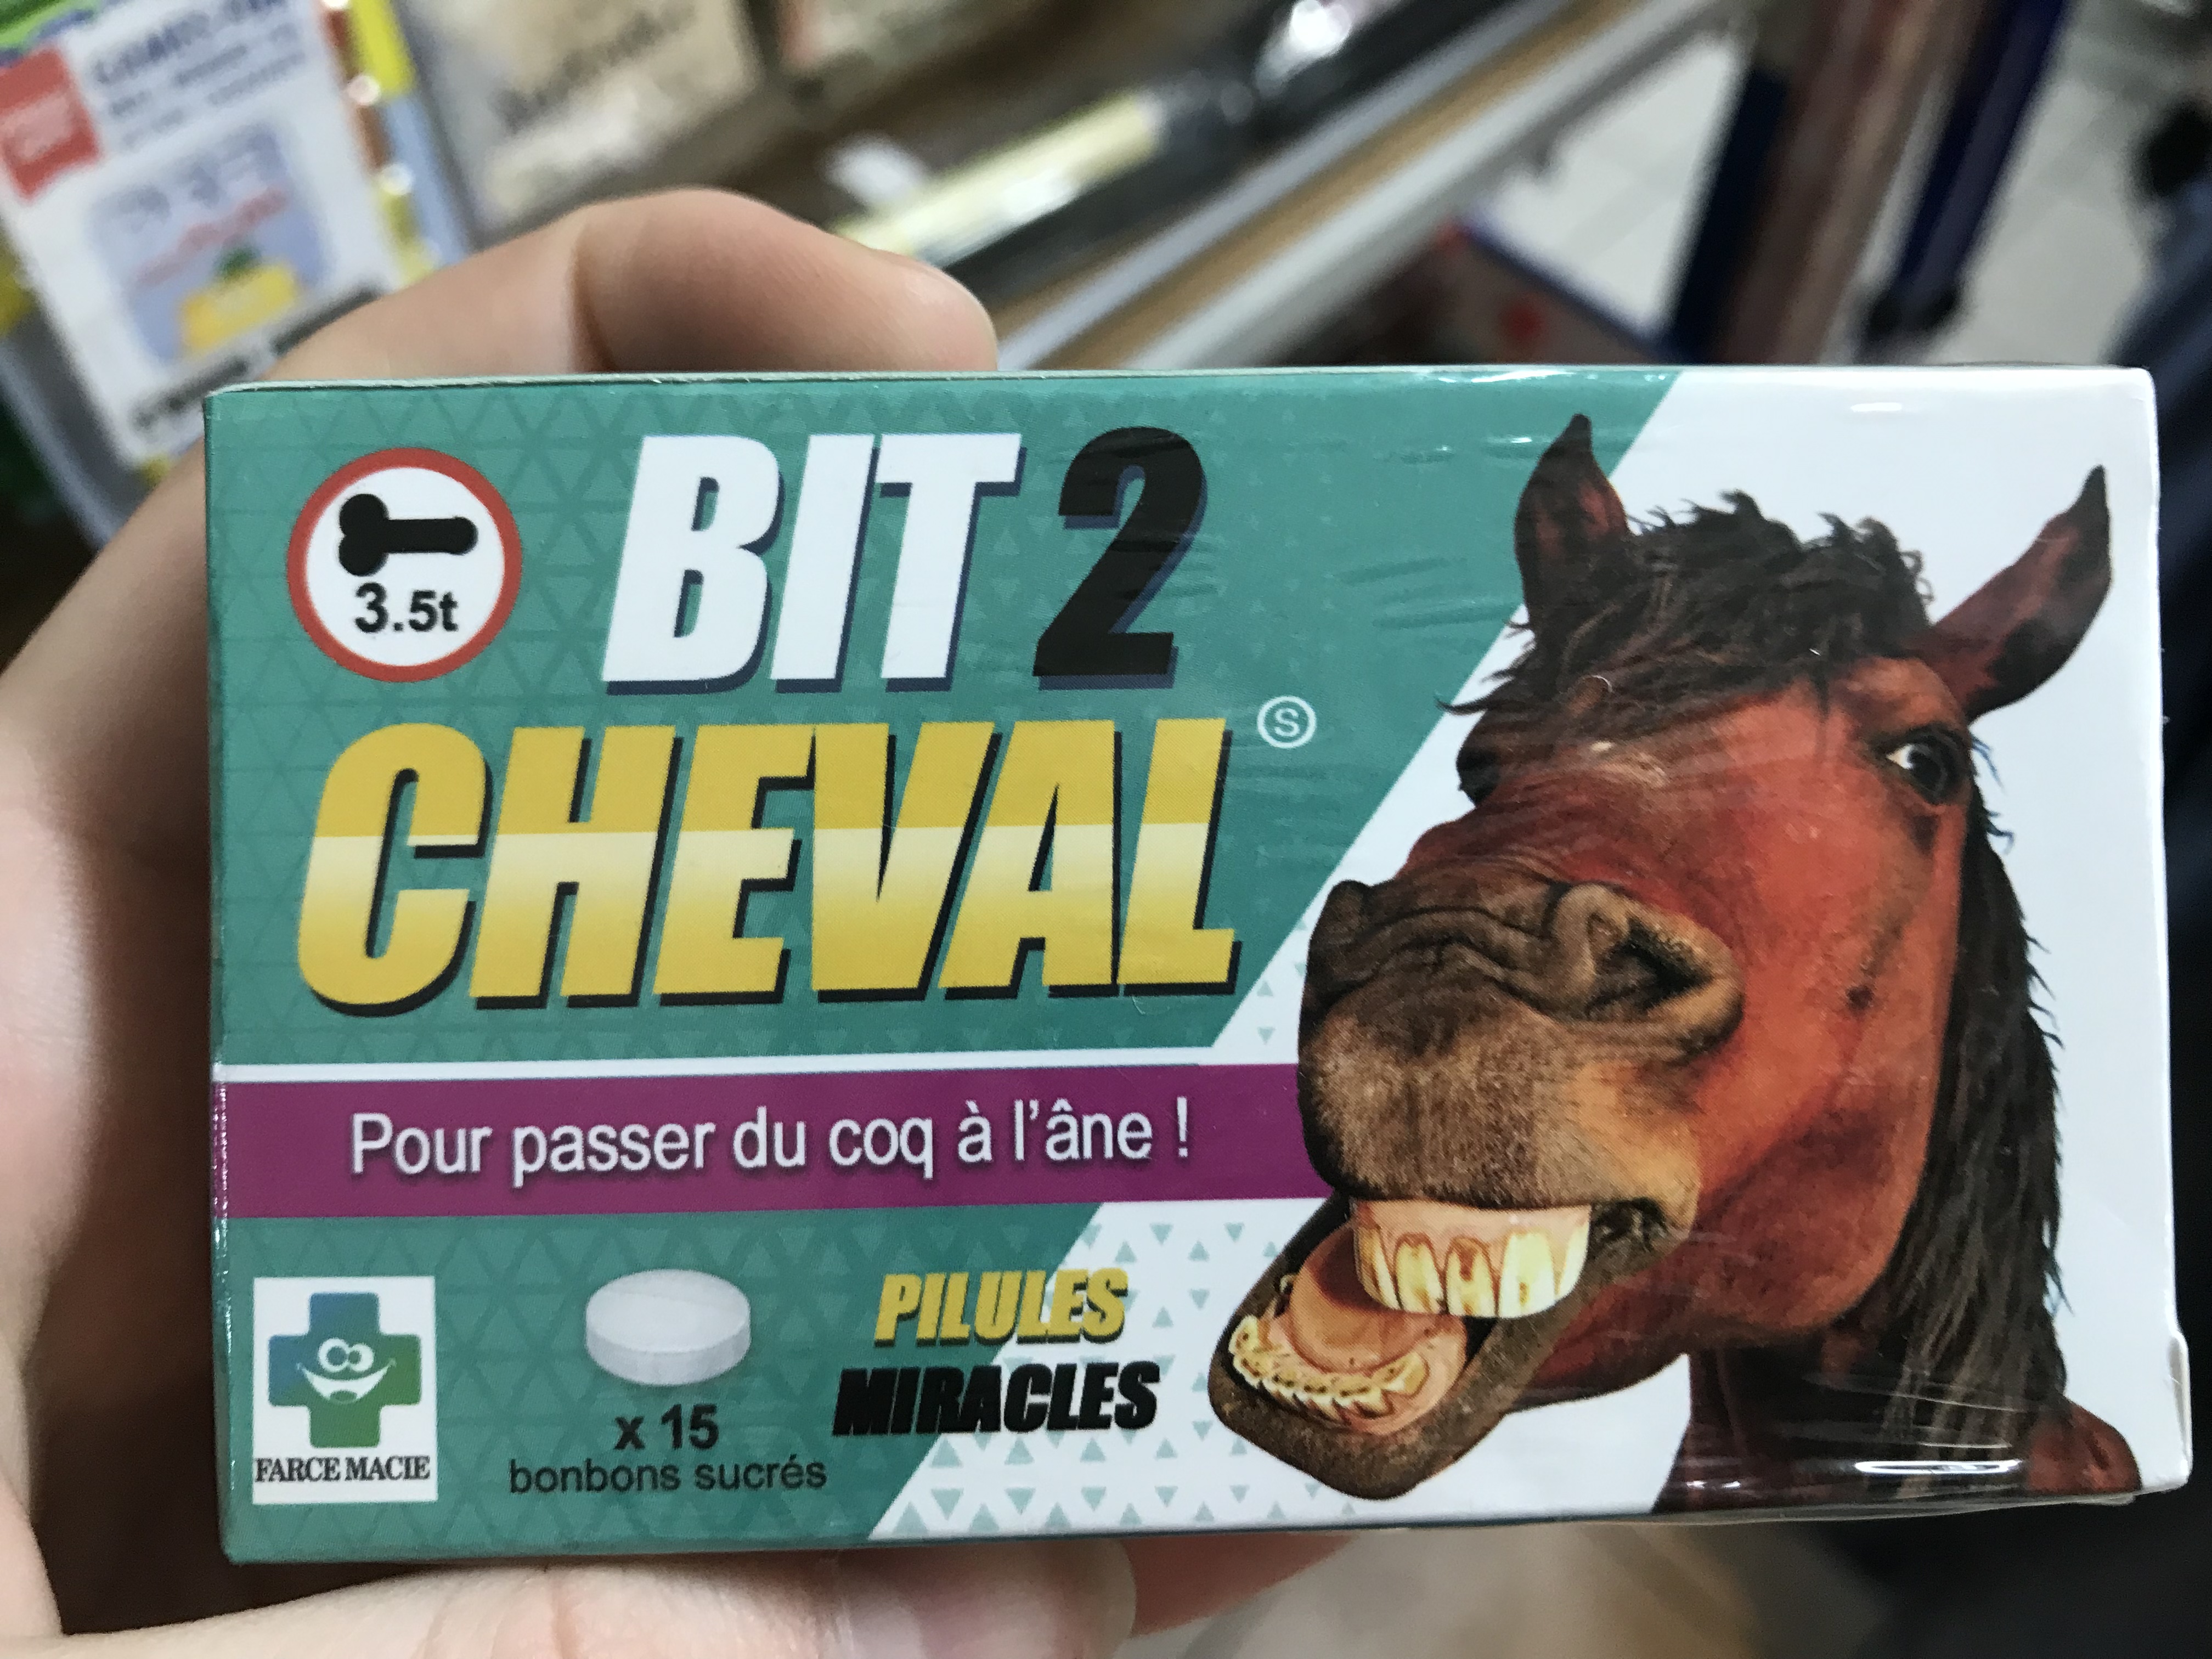 BIT 2
3.5t
CHEVAL
Ⓢ
Pour passer du coq à l'âne !
PILULES
MIRACLES
x 15
bonbons sucrés
FARCE MACIE